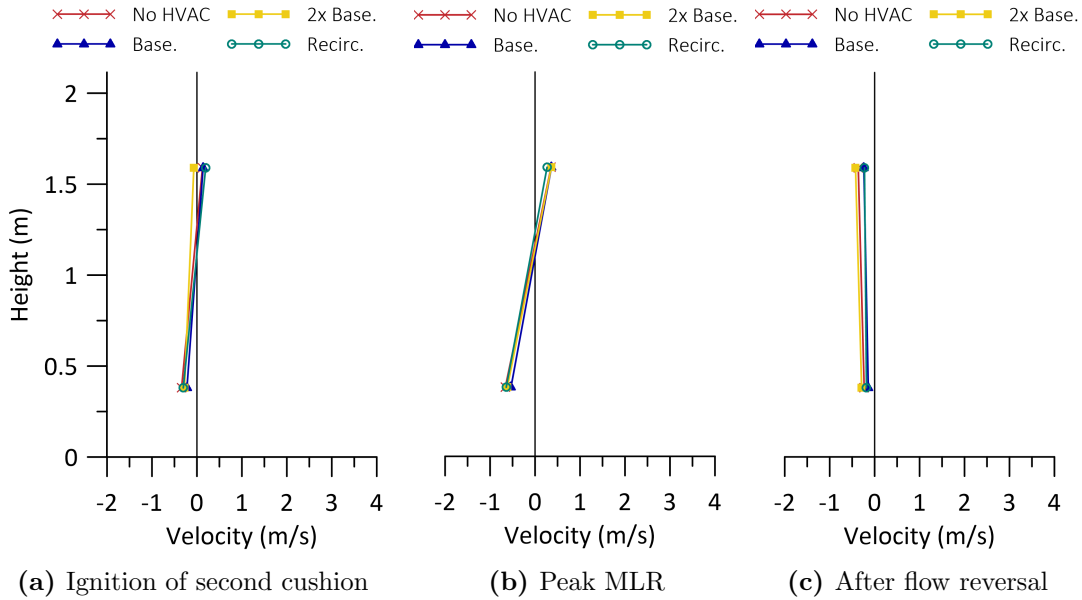 No HVAC 2x Base. No HVAC 2x Base. No HVAC 2x Base.
Base. Recirc. Base. Recirc. Base. Recirc.
2
1.5
1
0.5
0
Height (m)
-2 -1 0 1 2 3 4 -2 -1 0 1 2 3 4 -2 -1 0 1 2 3 4
Velocity (m/s) Velocity (m/s) Velocity (m/s)
(a) Ignition of second cushion (b) Peak MLR (c) After flow reversal